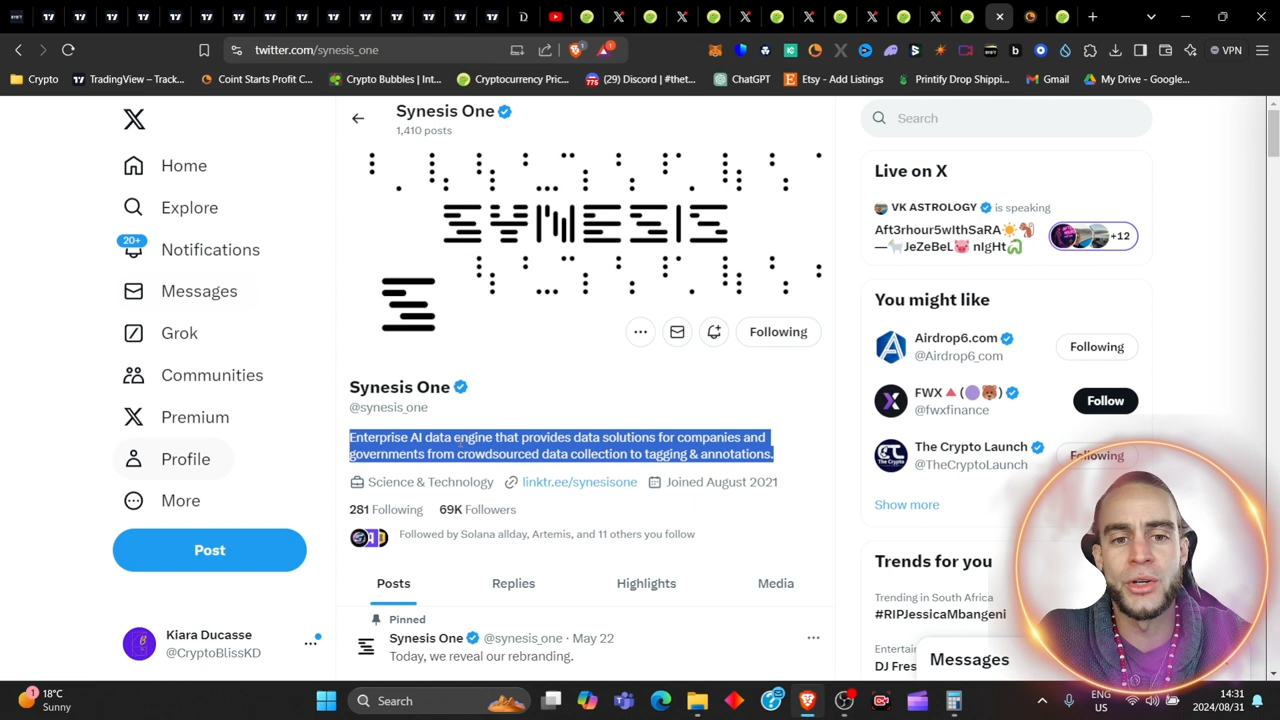 twitter.com/synesis_one
1
1
VPN
Crypto
TradingView – Track...
Coint Starts Profit C...
Crypto Bubbles | Int...
Cryptocurrency Pric...
(29) Discord | #thet...
ChatGPT
Etsy - Add Listings
Printify Drop Shippi...
Gmail
My Drive - Google...
X
Home
Explore
20+
Notifications
Messages
Grok
Communities
Premium
Profile
More
Post
Kiara Ducasse
@CryptoBlissKD
Synesis One
1,410 posts
SYNESIS
Following
Synesis One
@synesis_one
Enterprise AI data engine that provides data solutions for companies and
governments from crowdsourced data collection to tagging & annotations.
Science & Technology linktr.ee/synesisone Joined August 2021
281 Following 69K Followers
Followed by Solana allday, Artemis, and 11 others you follow
Posts Replies Highlights Media
Pinned
Synesis One @synesis_one · May 22
Today, we reveal our rebranding.
Search
Live on X
VK ASTROLOGY is speaking
Aft3rhour5wIthSaRA
—JeZeBeL nIgHt
+12
You might like
Airdrop6.com
@Airdrop6_com
Following
FWX
@fwxfinance
Follow
The Crypto Launch
@TheCryptoLaunch
Following
Show more
Trends for you
Trending in South Africa
#RIPJessicaMbangeni
DJ Fres
Messages
1
18°C
Sunny
Search
ENG
US
14:31
2024/08/31